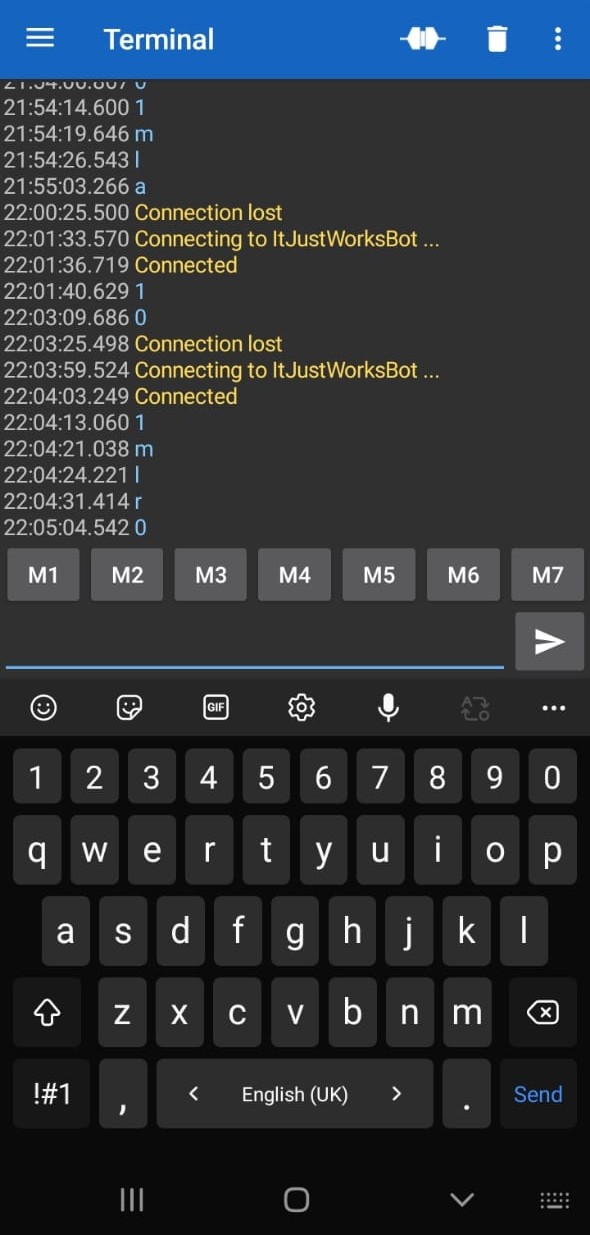 Terminal
21:54:14.600 1
21:54:19.646 m
21:54:26.543 l
21:55:03.266 a
22:00:25.500 Connection lost
22:01:33.570 Connecting to ItJustWorksBot ...
22:01:36.719 Connected
22:01:40.629 1
22:03:09.686 0
22:03:25.498 Connection lost
22:03:59.524 Connecting to ItJustWorksBot ...
22:04:03.249 Connected
22:04:13.060 1
22:04:21.038 m
22:04:24.221 l
22:04:31.414 r
22:05:04.542 0
M1 M2 M3 M4 M5 M6 M7
GIF
1 2 3 4 5 6 7 8 9 0
q w e r t y u i o p
a s d f g h j k l
z x c v b n m
!#1 , < English (UK) > . Send